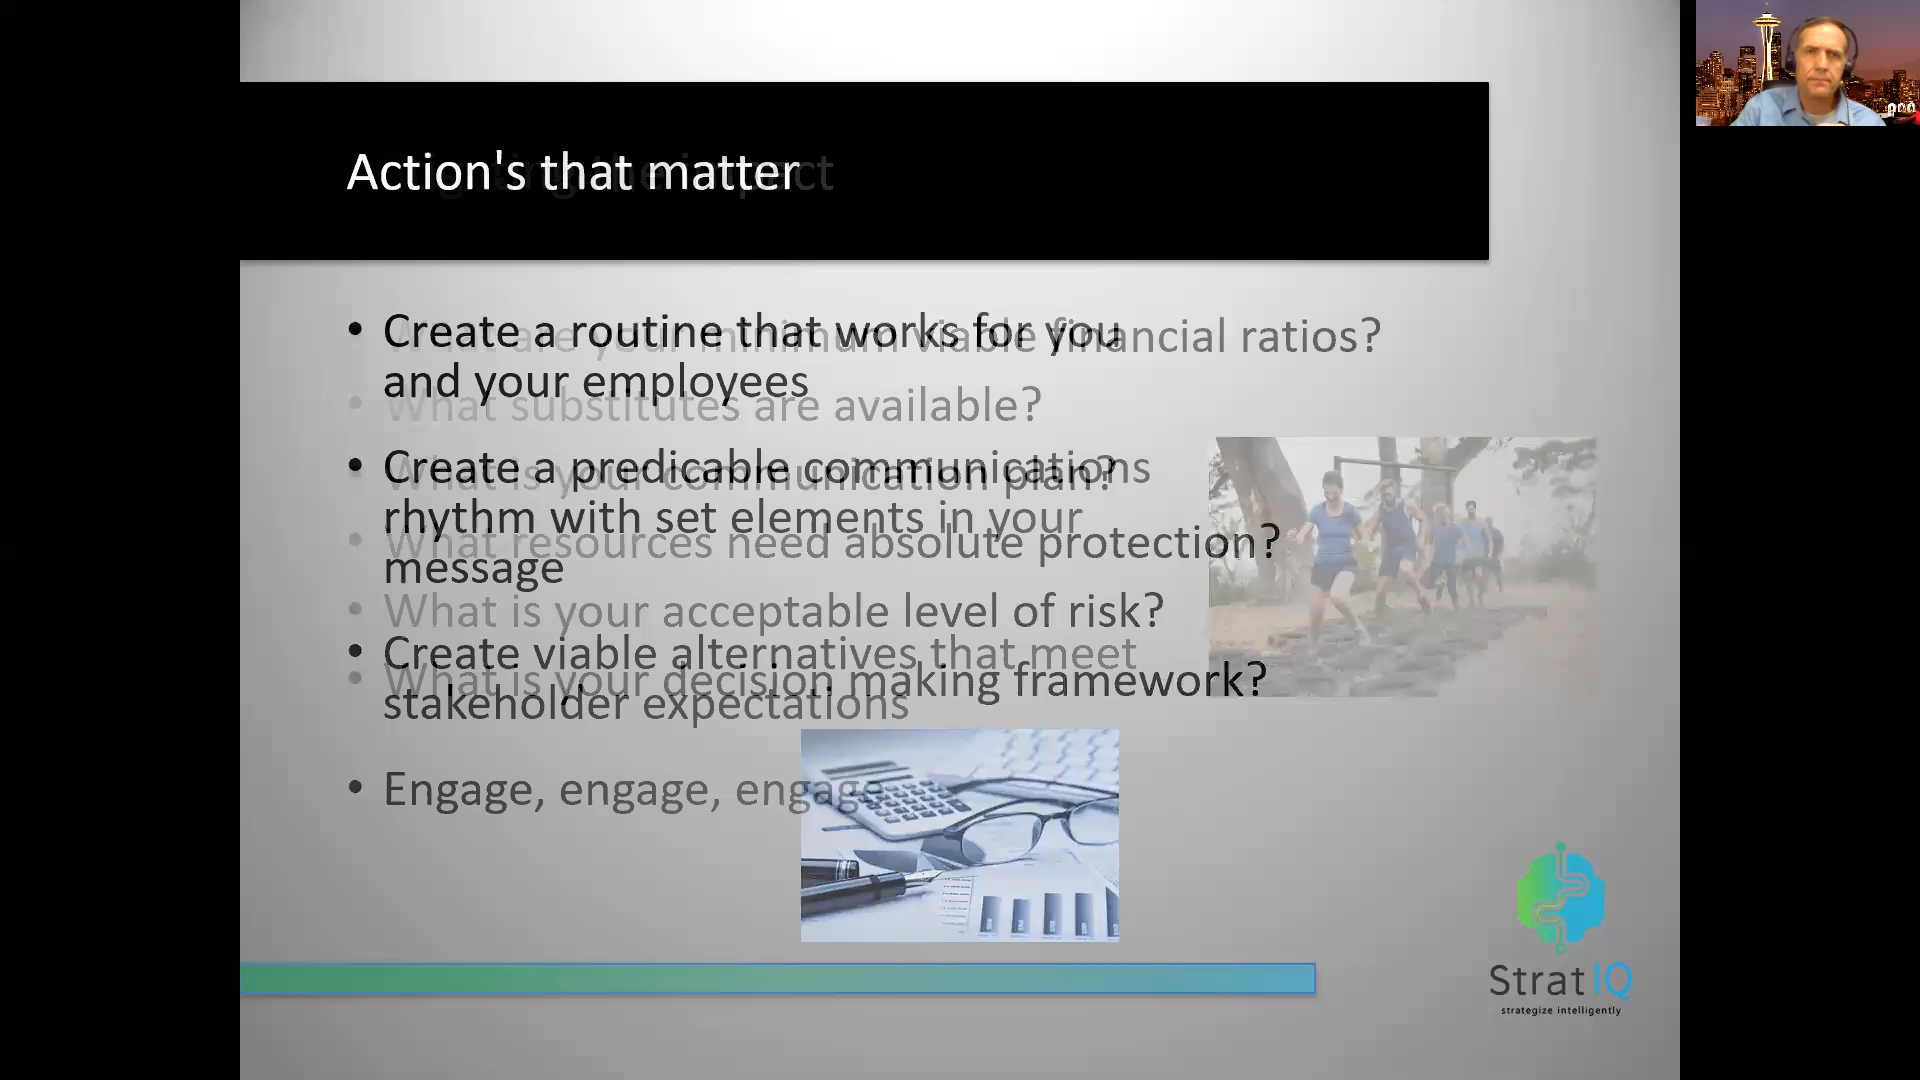 Action's that matter
• Create a routine that works for you
and your employees
• Create a predicable communications
rhythm with set elements in your
message
• Create viable alternatives that meet
stakeholder expectations
• Engage, engage, engage
• What are your minimum viable financial ratios?
• What substitutes are available?
• What is your communication plan?
• What resources need absolute protection?
• What is your acceptable level of risk?
• What is your decision making framework?
StratIQ
strategize intelligently